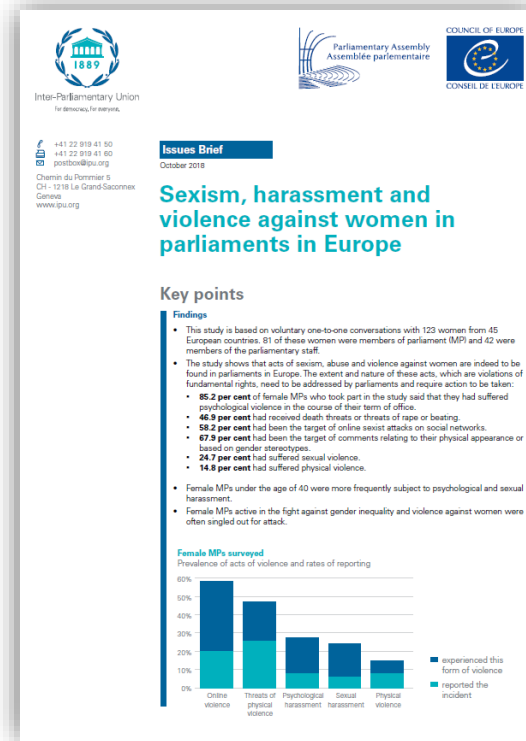 1889
Inter-Parliamentary Union
For democracy. For everyone.
Parliamentary Assembly
Assemblée parlementaire
COUNCIL OF EUROPE
CONSEIL DE L'EUROPE
+41 22 919 41 50
+41 22 919 41 60
postbox@ipu.org
Chemin du Pommier 5
CH - 1218 Le Grand-Saconnex
Geneva
www.ipu.org
Issues Brief
October 2018
Sexism, harassment and
violence against women in
parliaments in Europe
Key points
Findings
• This study is based on voluntary one-to-one conversations with 123 women from 45
European countries. 81 of these women were members of parliament (MP) and 42 were
members of the parliamentary staff.
• The study shows that acts of sexism, abuse and violence against women are indeed to be
found in parliaments in Europe. The extent and nature of these acts, which are violations of
fundamental rights, need to be addressed by parliaments and require action to be taken:
• 85.2 per cent of female MPs who took part in the study said that they had suffered
psychological violence in the course of their term of office.
• 46.9 per cent had received death threats or threats of rape or beating.
• 58.2 per cent had been the target of online sexist attacks on social networks.
• 67.9 per cent had been the target of comments relating to their physical appearance or
based on gender stereotypes.
• 24.7 per cent had suffered sexual violence.
• 14.8 per cent had suffered physical violence.
• Female MPs under the age of 40 were more frequently subject to psychological and sexual
harassment.
• Female MPs active in the fight against gender inequality and violence against women were
often singled out for attack.
Female MPs surveyed
Prevalence of acts of violence and rates of reporting
60%
50%
40%
30%
20%
10%
0%
Online
violence
Threats of
physical
violence
Psychological
harassment
Sexual
harassment
Physical
violence
experienced this
form of violence
reported the
incident